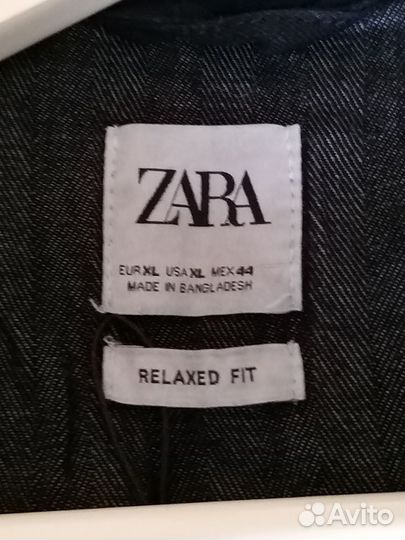 ZARA
EUR XL USA XL MEX 44
MADE IN BANGLADESH
RELAXED FIT
Avito